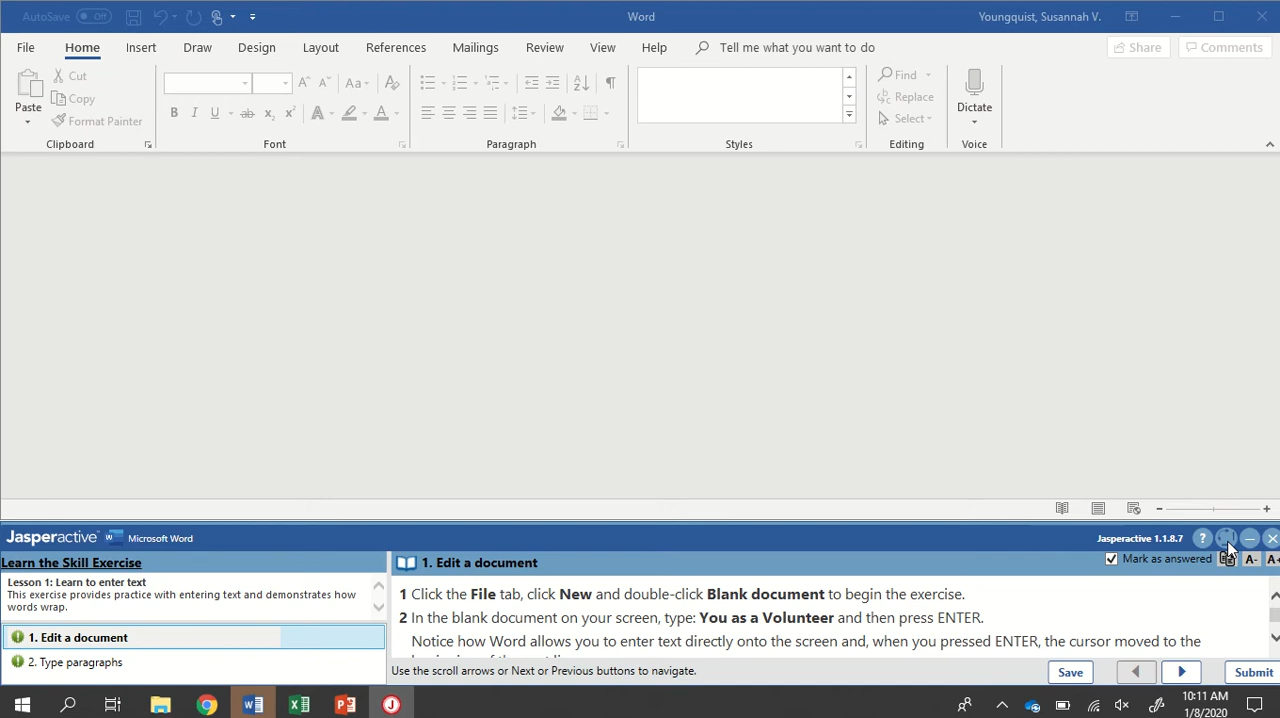 AutoSave Off Word Youngquist, Susannah V.
File Home Insert Draw Design Layout References Mailings Review View Help Tell me what you want to do Share Comments
Paste Cut Copy Format Painter
Aa
B I U ab x₂ x² A A
Find Replace Select
Dictate
Clipboard Font Paragraph Styles Editing Voice
Jasperactive Microsoft Word Jasperactive 1.1.8.7 ?
Learn the Skill Exercise
Lesson 1: Learn to enter text
This exercise provides practice with entering text and demonstrates how
words wrap.
1. Edit a document
2. Type paragraphs
1. Edit a document Mark as answered A- A+
1 Click the File tab, click New and double-click Blank document to begin the exercise.
2 In the blank document on your screen, type: You as a Volunteer and then press ENTER.
Notice how Word allows you to enter text directly onto the screen and, when you pressed ENTER, the cursor moved to the
Use the scroll arrows or Next or Previous buttons to navigate. Save Submit
10:11 AM
1/8/2020